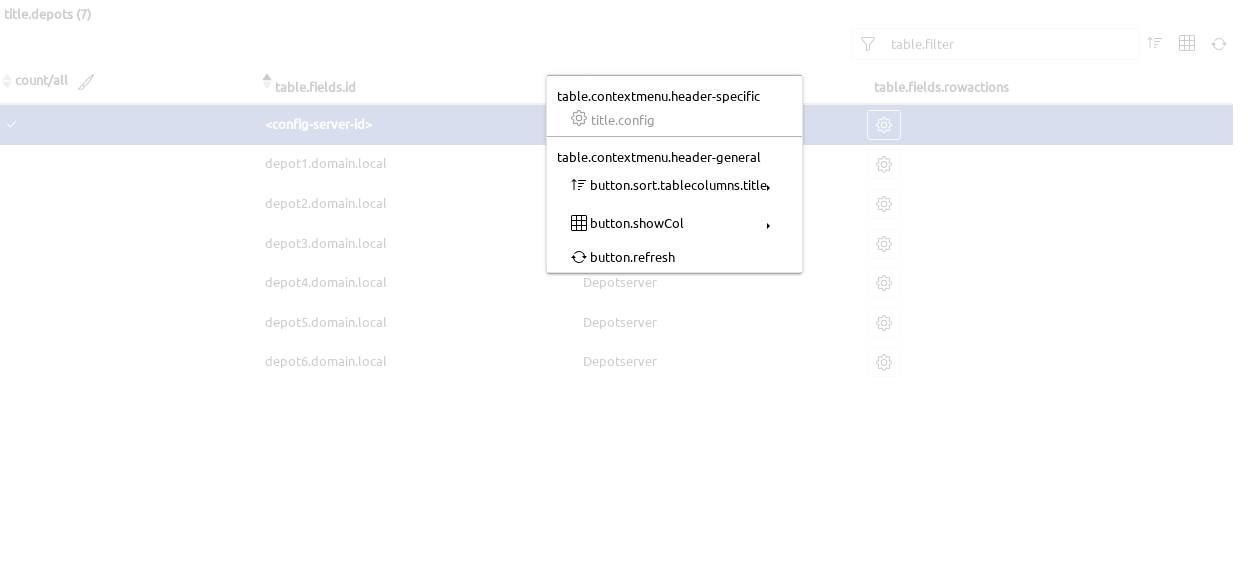 title.depots (7)
table.filter
count/all
table.fields.id
table.fields.rowactions
table.contextmenu.header-specific
title.config
table.contextmenu.header-general
button.sort.tablecolumns.title
button.showCol
button.refresh
<config-server-id>
depot1.domain.local
depot2.domain.local
depot3.domain.local
depot4.domain.local Depotserver
depot5.domain.local Depotserver
depot6.domain.local Depotserver